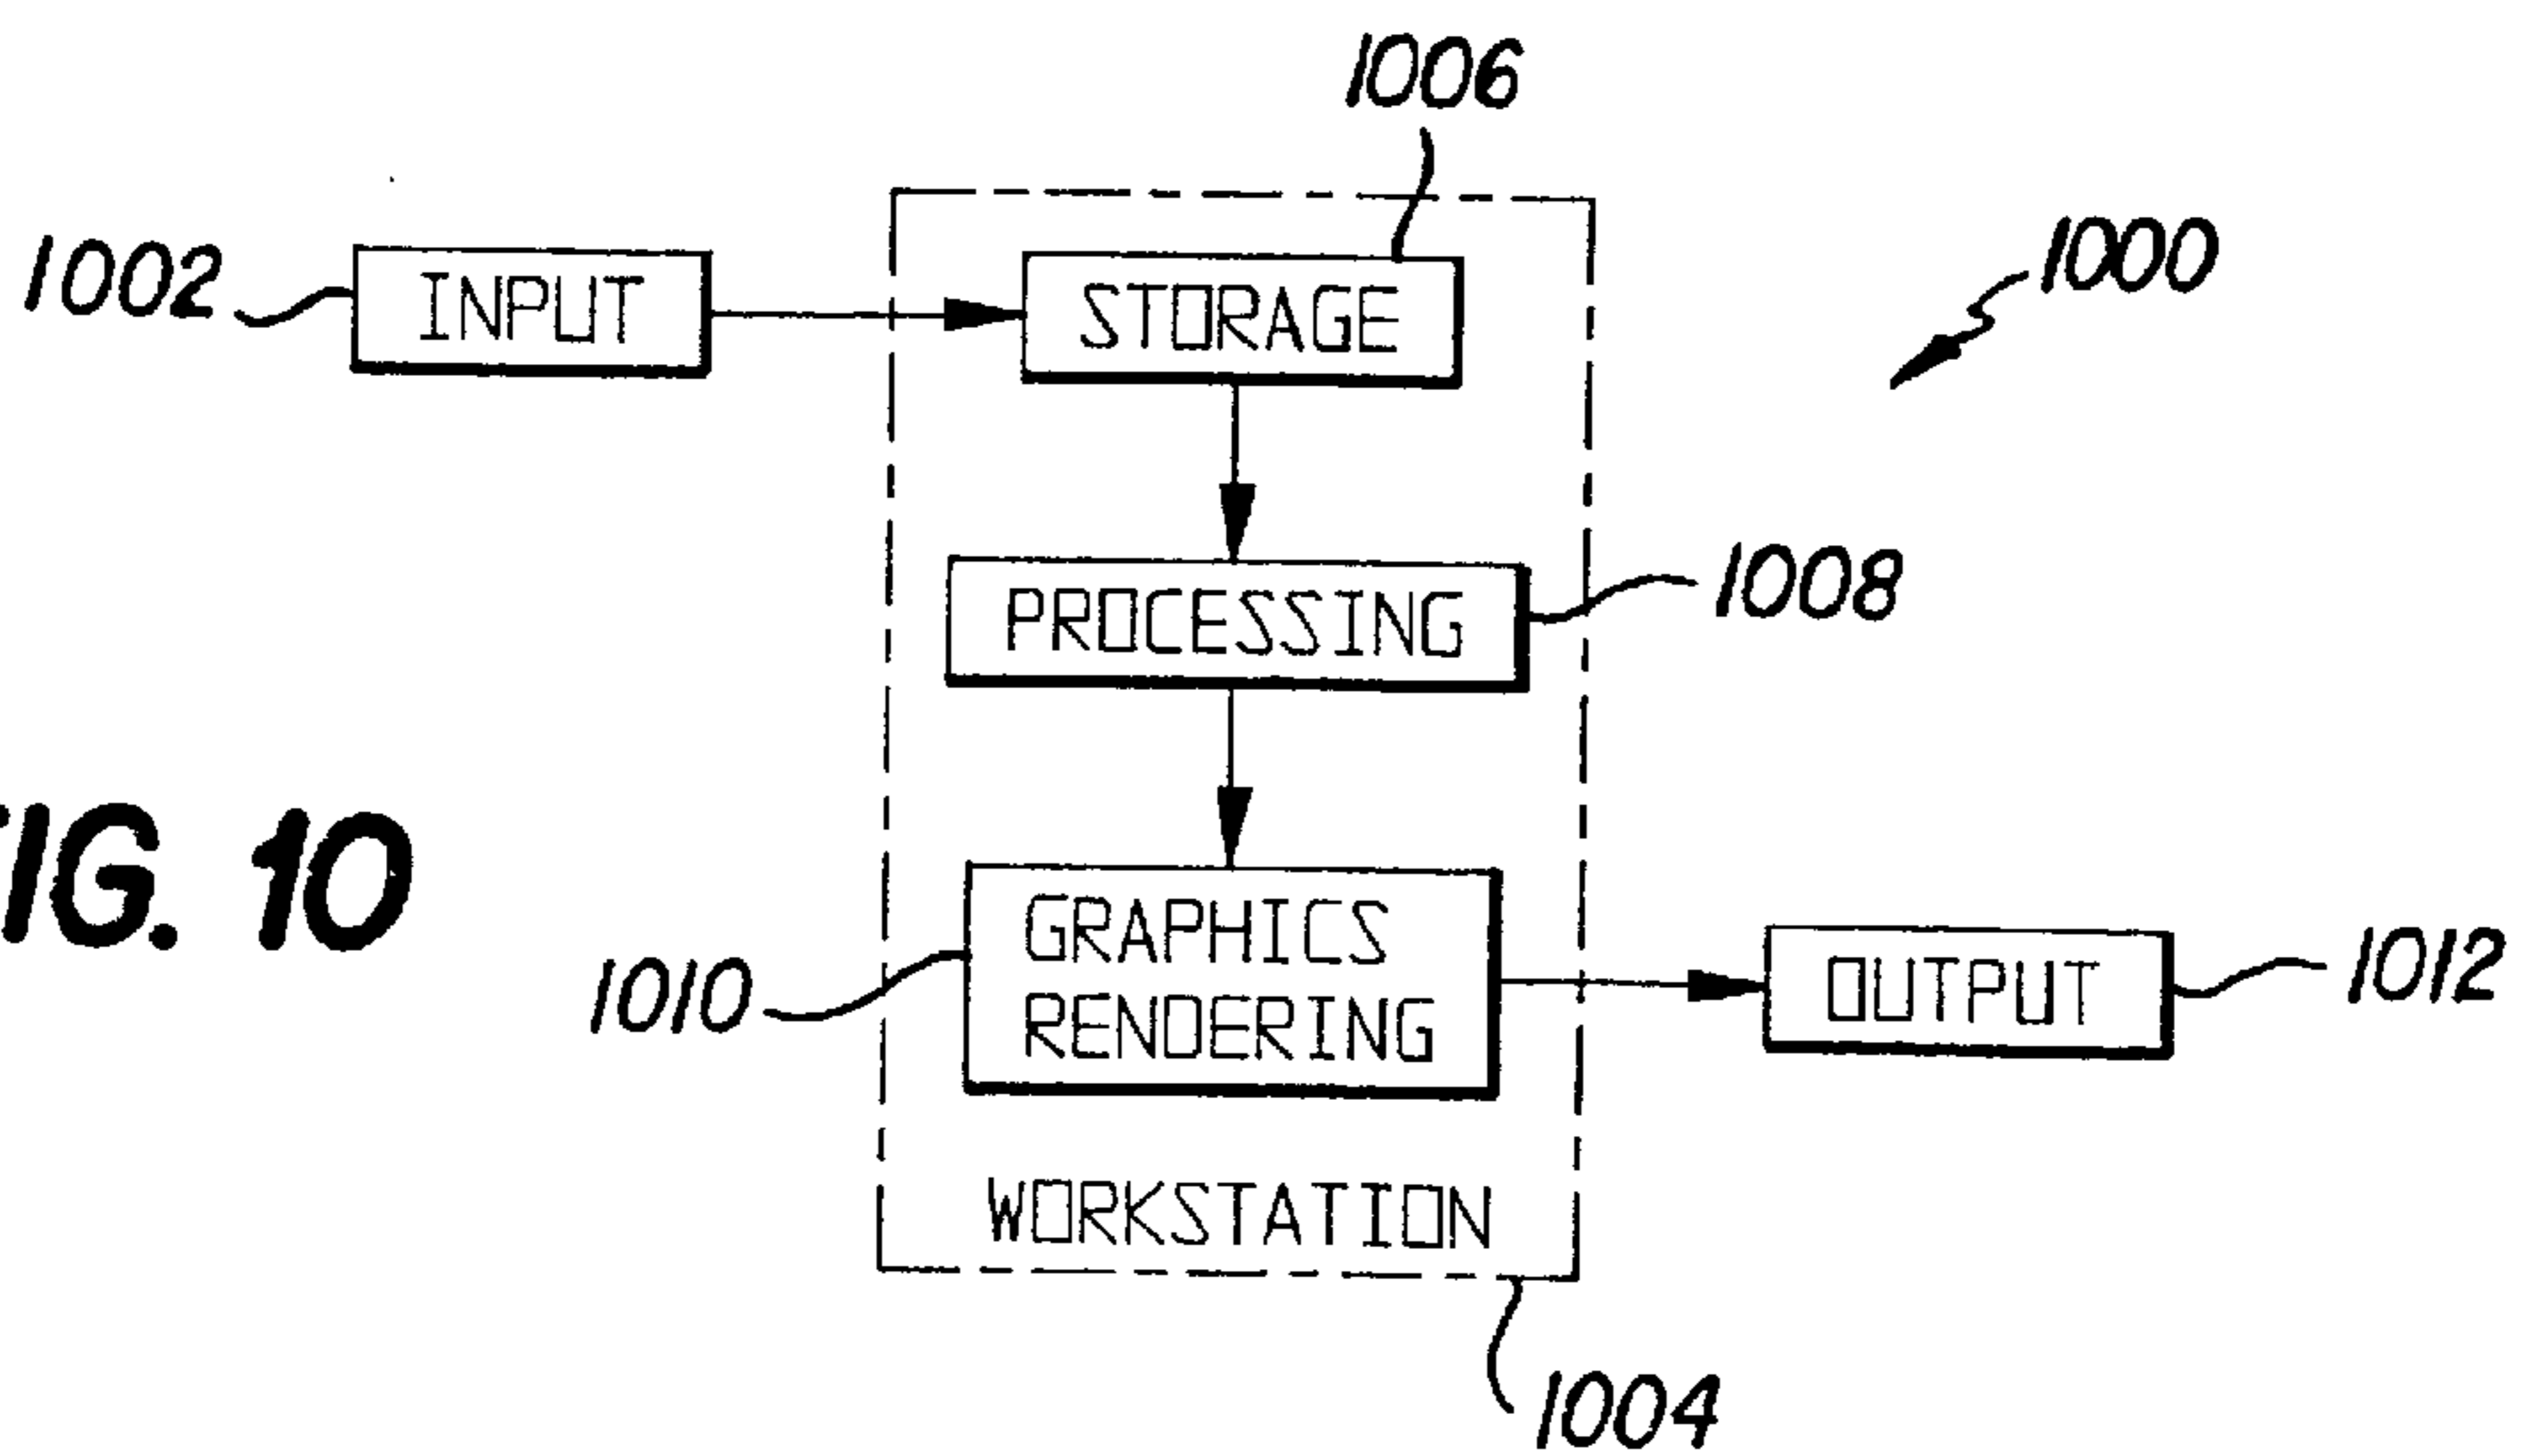 1006
1002
INPUT
STORAGE
1000
PROCESSING
1008
FIG. 10
GRAPHICS
RENDERING
1010
OUTPUT
1012
WORKSTATION
1004